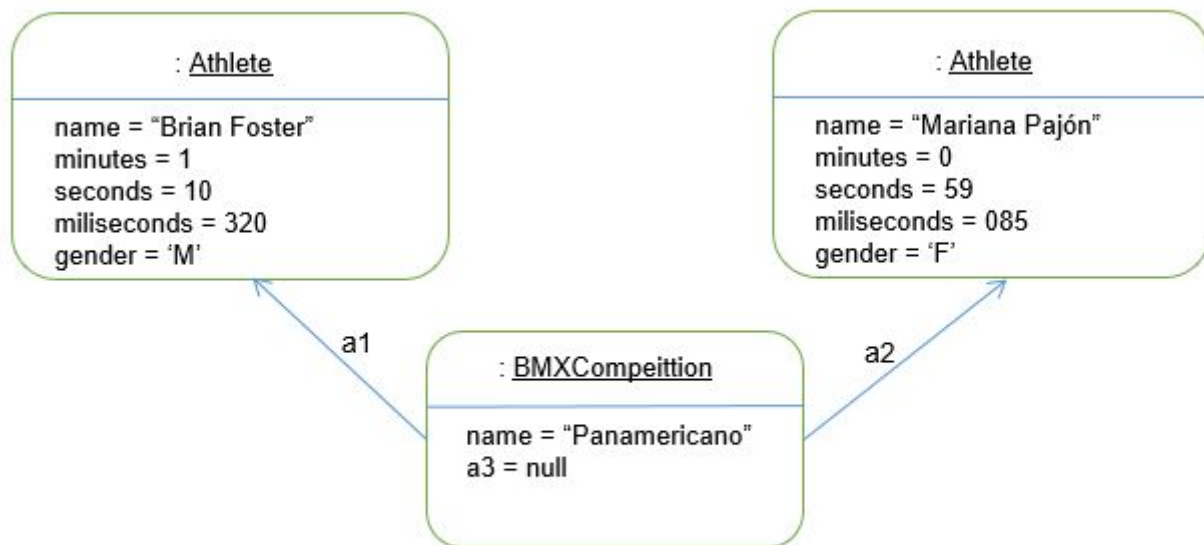 : Athlete
name = “Brian Foster”
minutes = 1
seconds = 10
miliseconds = 320
gender = ‘M’
: Athlete
name = “Mariana Pajón”
minutes = 0
seconds = 59
miliseconds = 085
gender = ‘F’
a1
a2
: BMXCompeittion
name = “Panamericano”
a3 = null